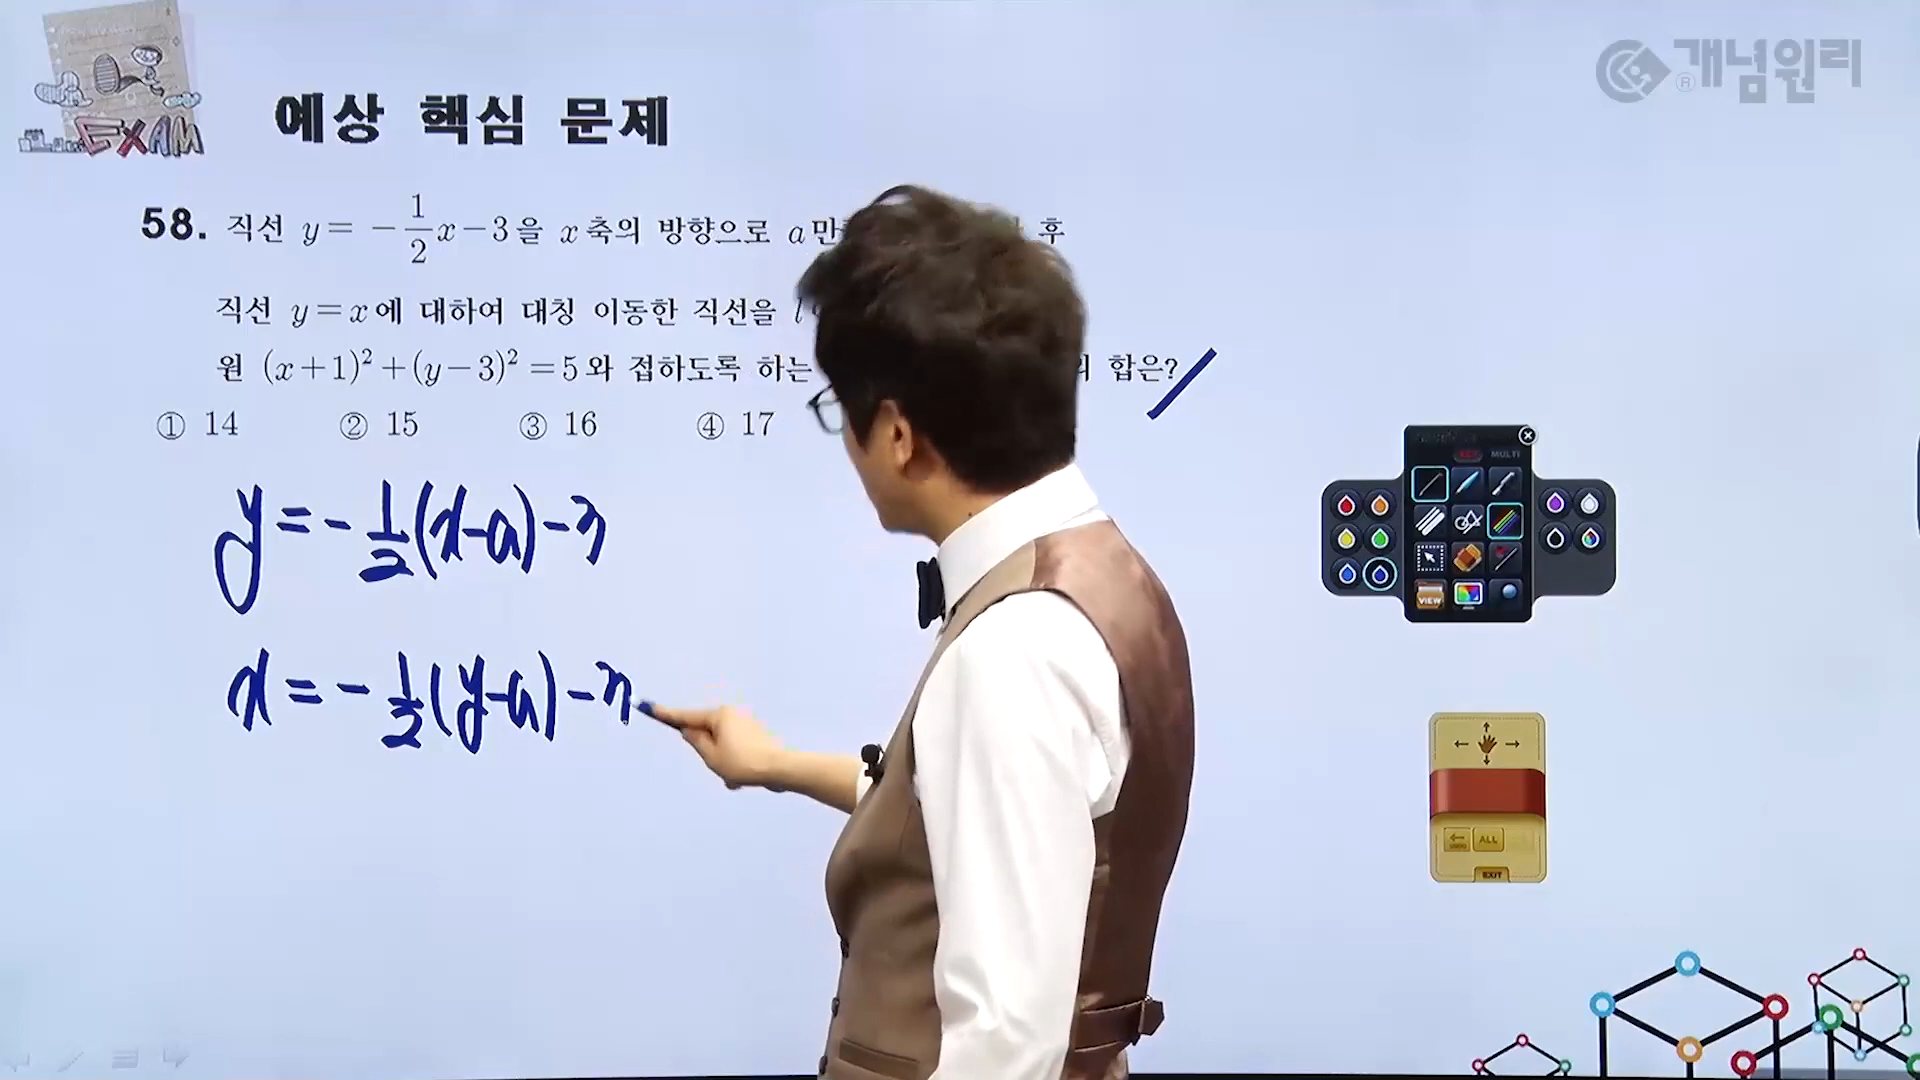 EXAM
예상 핵심 문제
® 개념원리
58. 직선 y = -1/2x-3을 x축의 방향으로 a만 후
직선 y=x에 대하여 대칭 이동한 직선을 l
원 (x+1)²+(y-3)²=5와 접하도록 하는 합은?
① 14 ② 15 ③ 16 ④ 17
y = -1/2(x-a)-3
x = -1/2(y-a)-3
MULTI
VIEW
ALL
EXIT